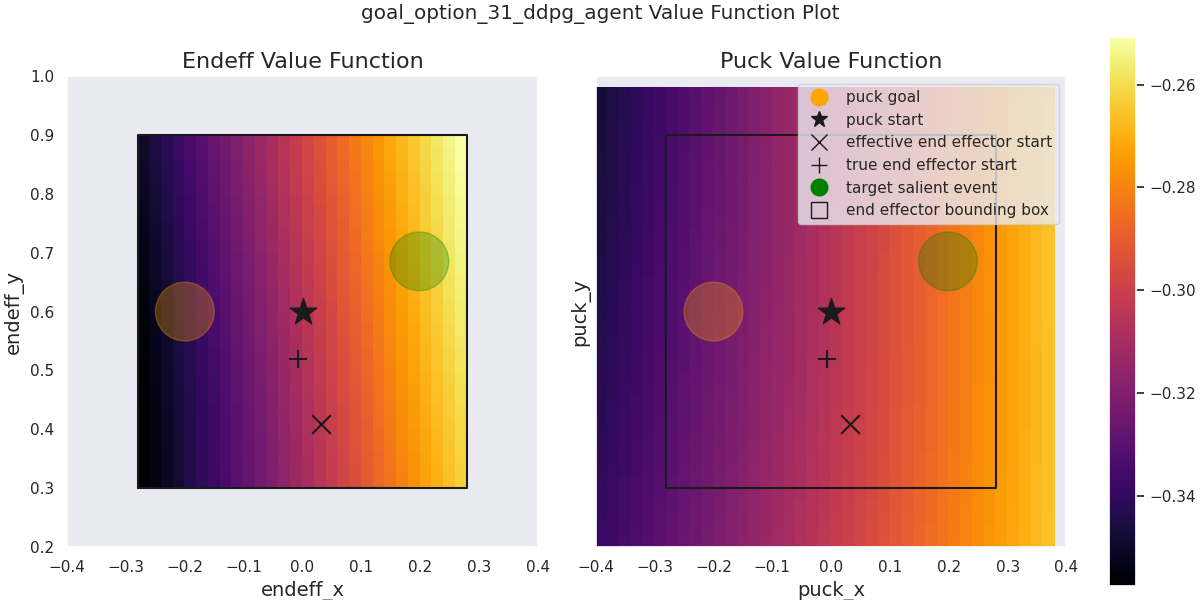 goal_option_31_ddpg_agent Value Function Plot
Endeff Value Function
1.0
0.9
0.8
0.7
0.6
0.5
0.4
0.3
0.2
endeff_y
−0.4
−0.3
−0.2
−0.1
0.0
0.1
0.2
0.3
0.4
endeff_x
Puck Value Function
puck goal
puck start
effective end effector start
true end effector start
target salient event
end effector bounding box
puck_y
−0.4
−0.3
−0.2
−0.1
0.0
0.1
0.2
0.3
0.4
puck_x
−0.26
−0.28
−0.30
−0.32
−0.34